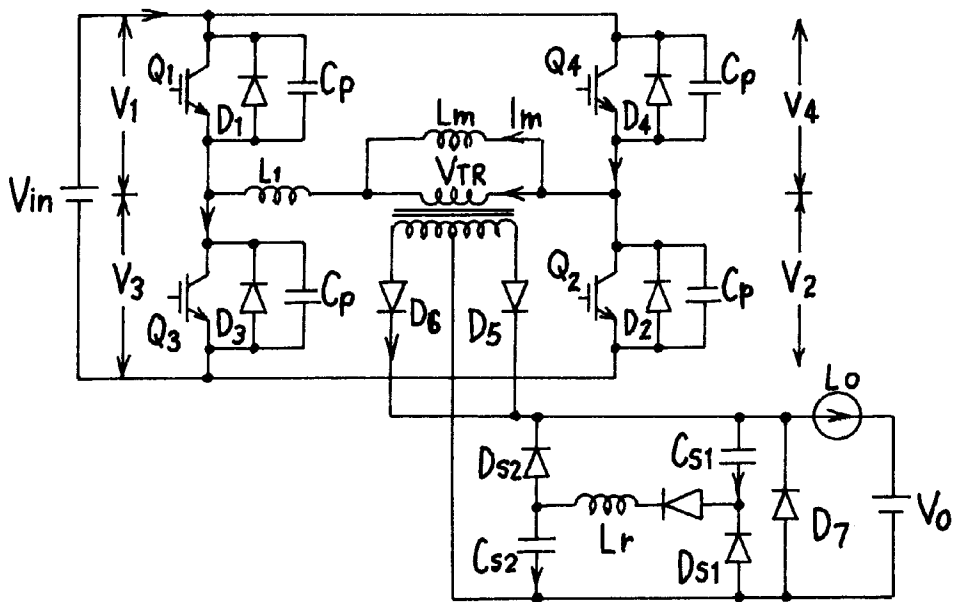 Q1
D1
Cp
Q4
D4
Cp
V1
V4
Lm
Im
L1
VTR
Vin
V3
Q3
D3
Cp
Q2
D2
Cp
V2
D6
D5
Lo
Ds2
Cs1
Cs2
Lr
Ds1
D7
Vo